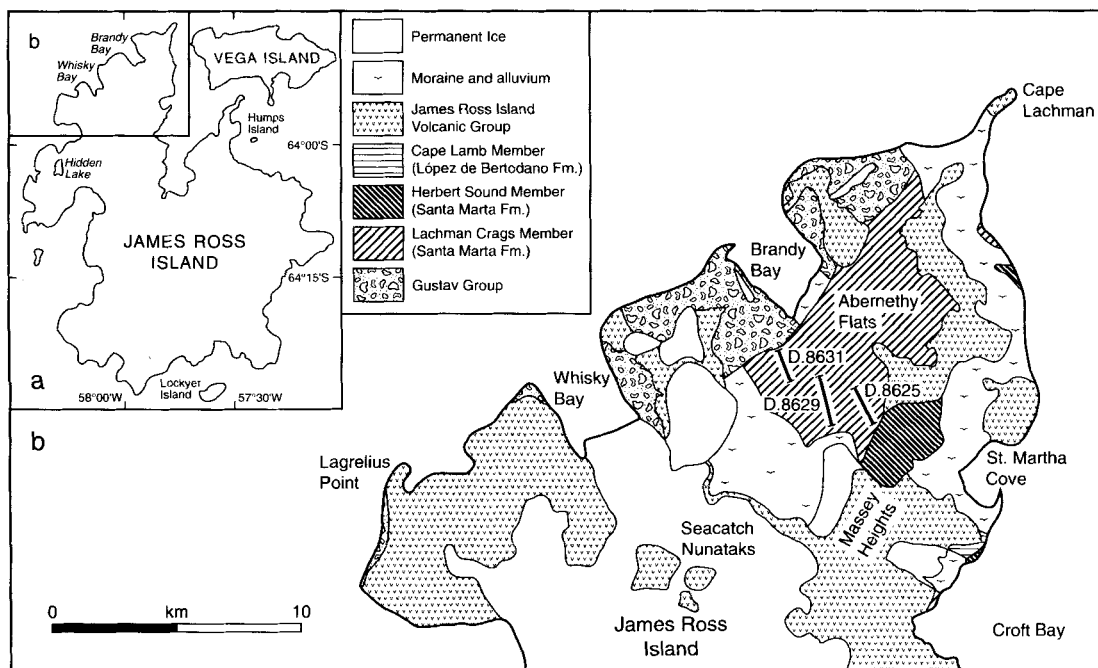 b
Brandy
Bay
Whisky
Bay
VEGA ISLAND
Humps
Island
64°00'S
Hidden
Lake
JAMES ROSS
ISLAND
64°15'S
Lockyer
Island
a
58°00'W
57°30'W
Permanent Ice
Moraine and alluvium
James Ross Island
Volcanic Group
Cape Lamb Member
(López de Bertodano Fm.)
Herbert Sound Member
(Santa Marta Fm.)
Lachman Crags Member
(Santa Marta Fm.)
Gustav Group
b
Cape
Lachman
Brandy
Bay
Abernethy
Flats
D.8631
D.8629
D.8625
Whisky
Bay
Lagrelius
Point
St. Martha
Cove
Massey
Heights
Seacatch
Nunataks
James Ross
Island
Croft Bay
0 km 10